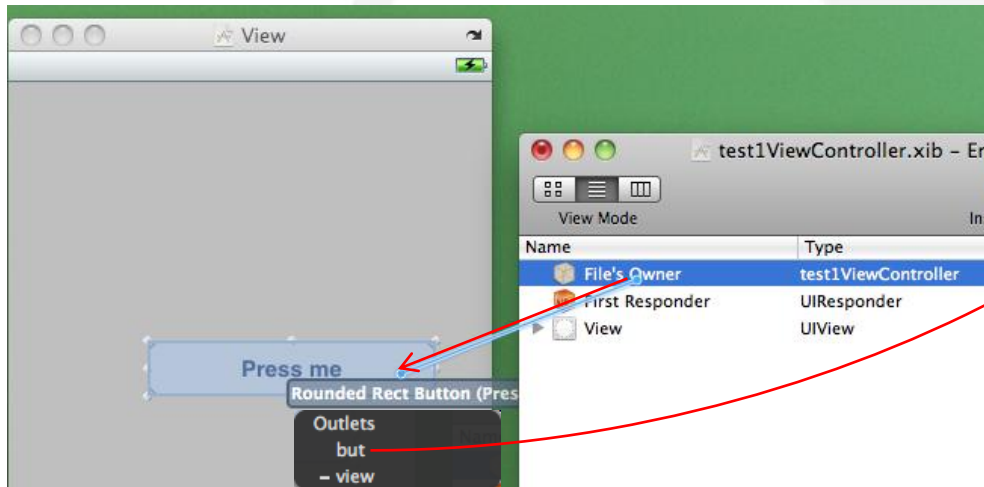 View
test1ViewController.xib – Er
View Mode
In
Name
Type
File's Owner
test1ViewController
First Responder
UIResponder
View
UIView
Press me
Rounded Rect Button (Pres
Outlets
but
– view